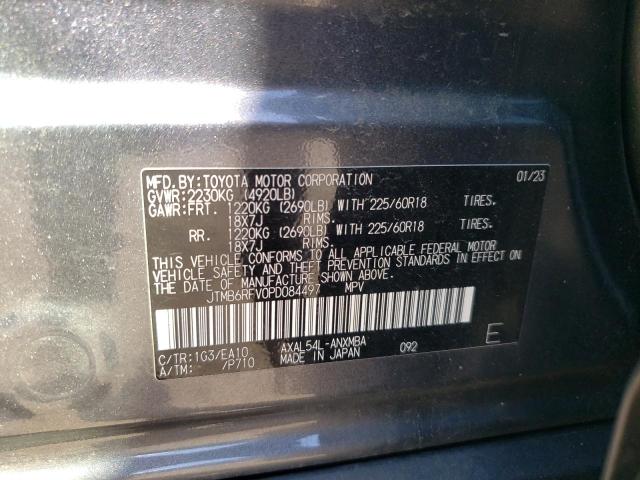 MFD. BY: TOYOTA MOTOR CORPORATION 01/23
GVWR: 2230KG (4920LB)
GAWR: FRT. 1220KG (2690LB) WITH 225/60R18 TIRES.
18X7J RIMS.
RR. 1220KG (2690LB) WITH 225/60R18 TIRES.
18X7J RIMS.
THIS VEHICLE CONFORMS TO ALL APPLICABLE FEDERAL MOTOR
VEHICLE SAFETY AND THEFT PREVENTION STANDARDS IN EFFECT ON
THE DATE OF MANUFACTURE SHOWN ABOVE.
JTMB6RFV0PD084497 MPV
C/TR: 1G3/EA10 AXAL54L-ANXMBA 092 E
A/TM: /P710 MADE IN JAPAN